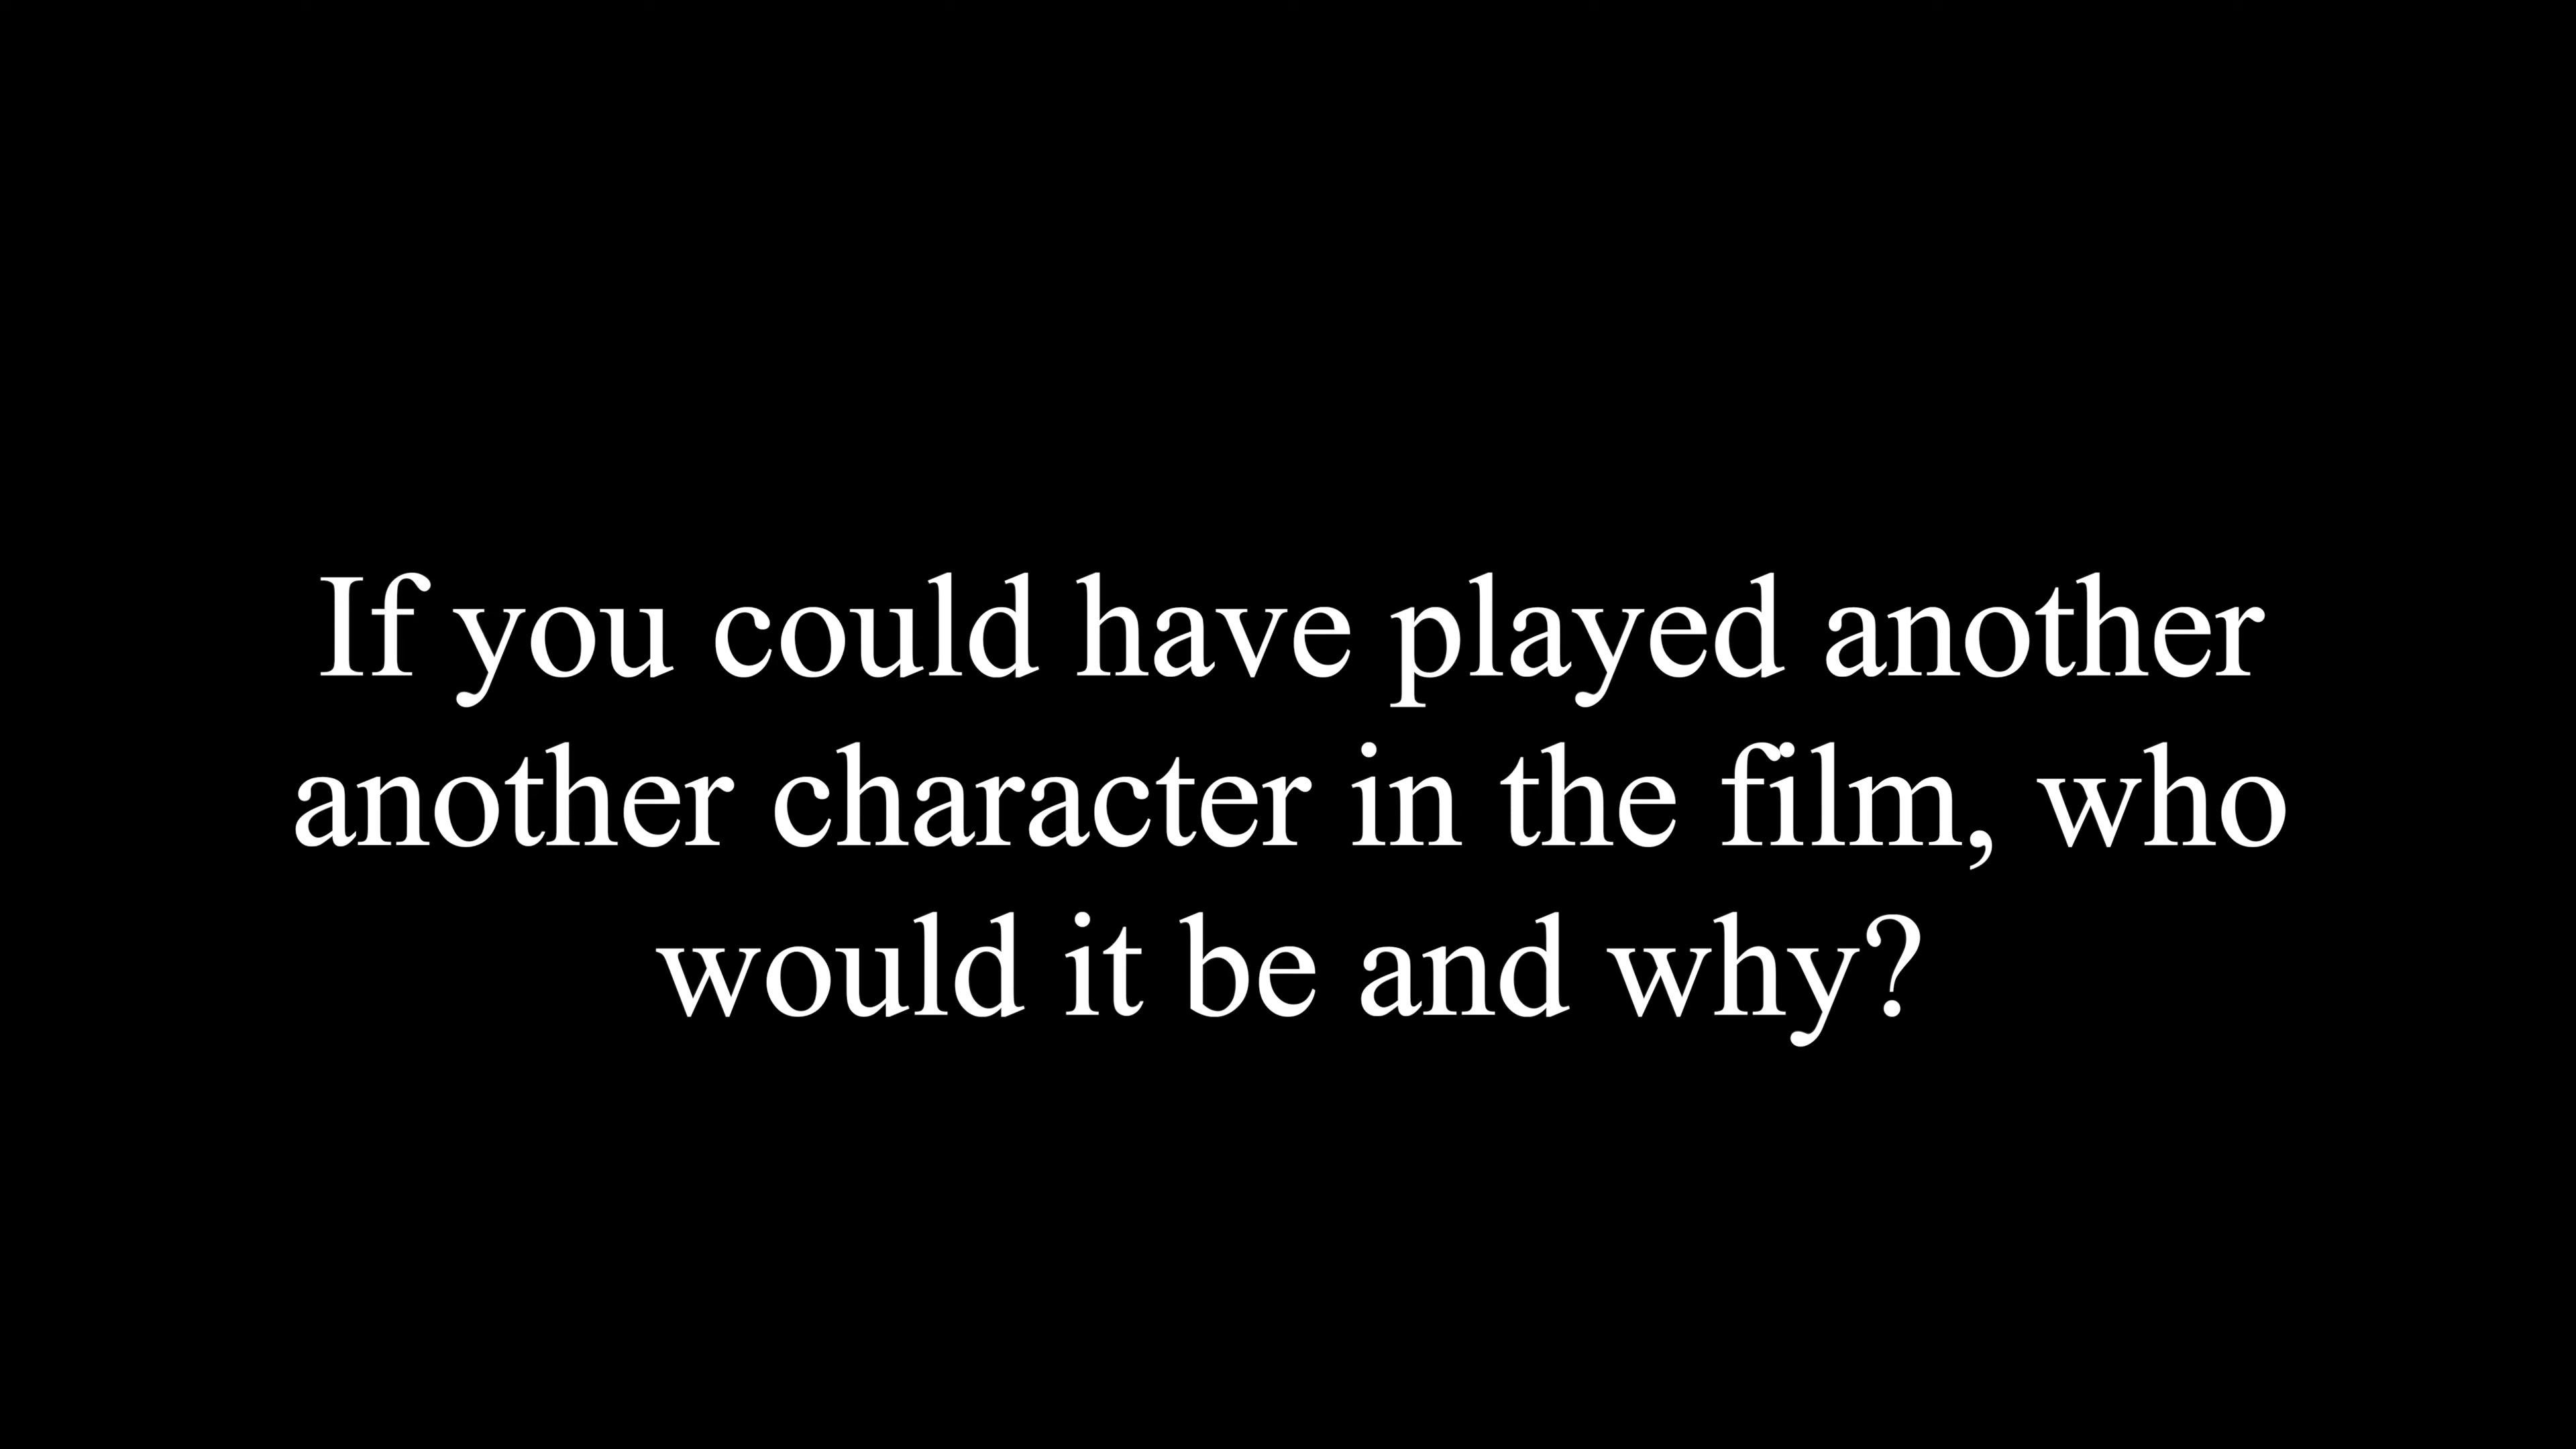 If you could have played another
another character in the film, who
would it be and why?